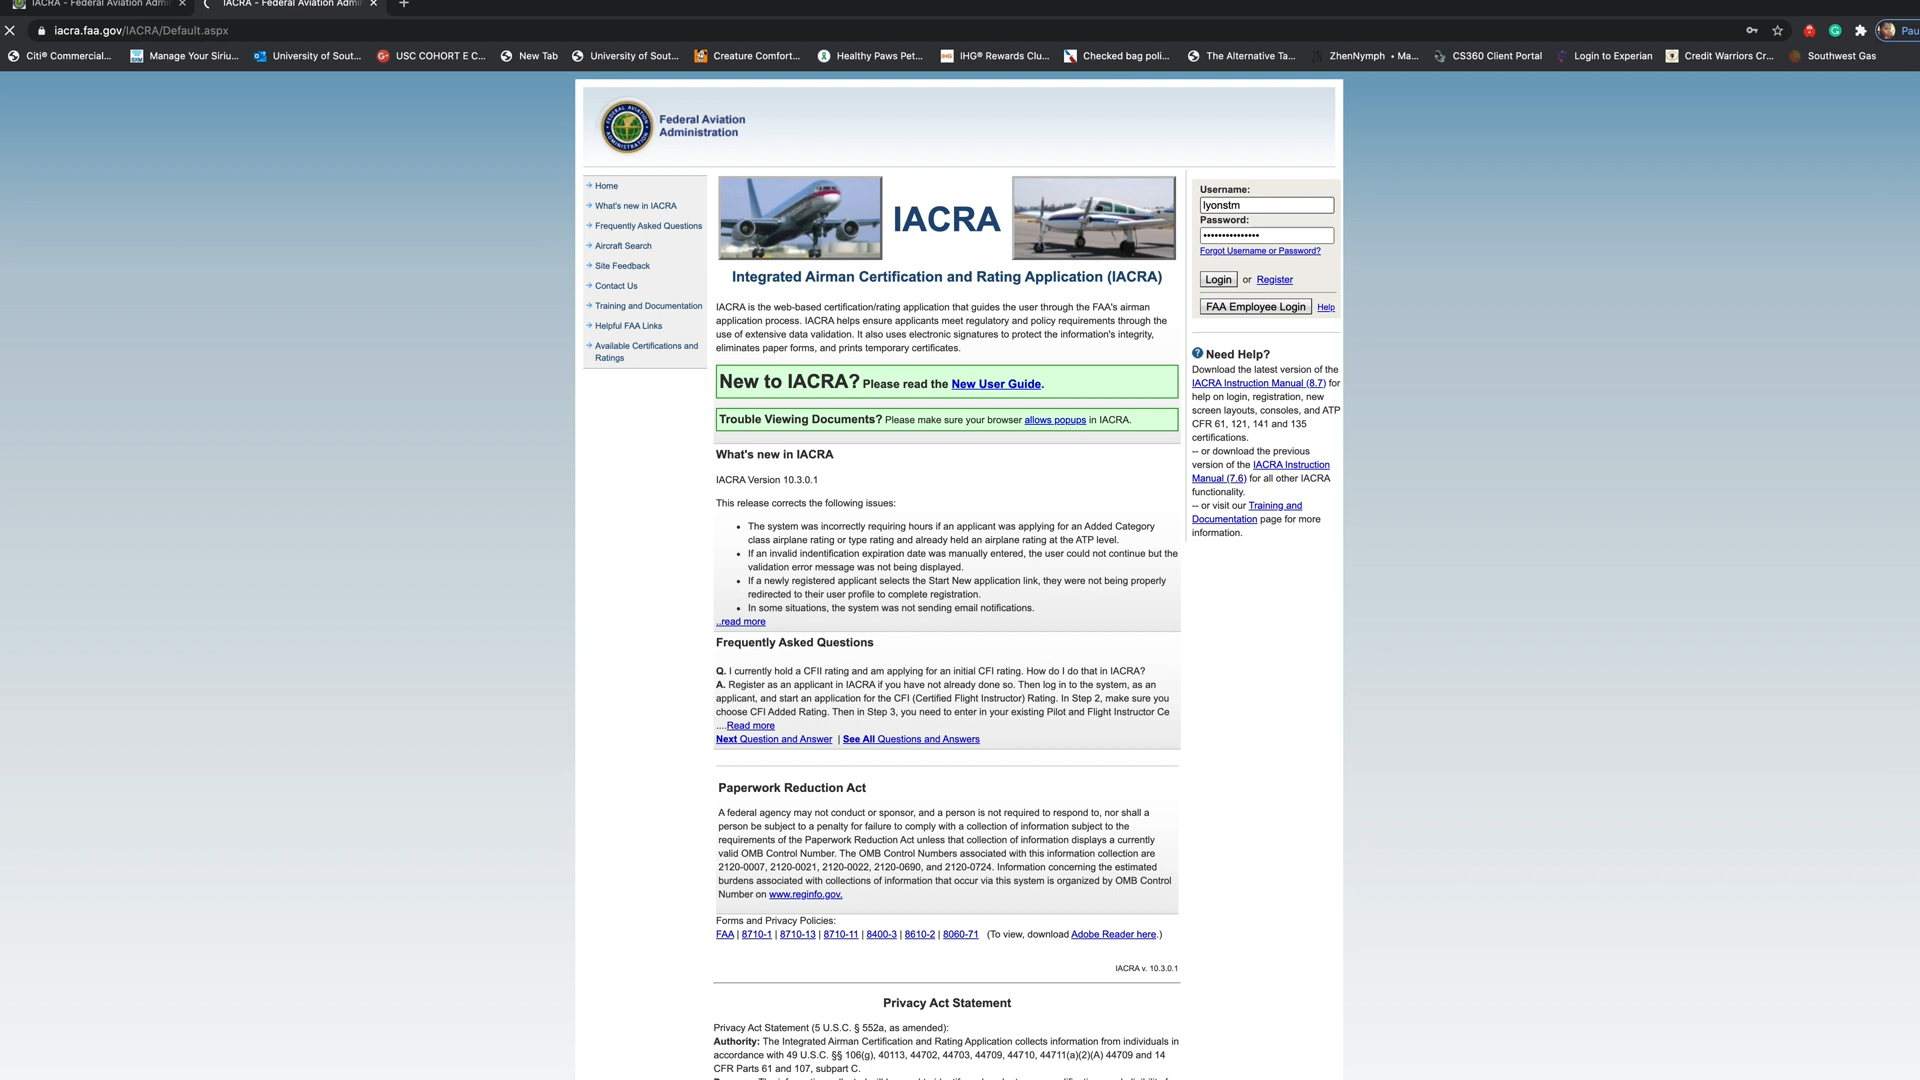 IACRA - Federal Aviation Admi
IACRA - Federal Aviation Admi
iacra.faa.gov/IACRA/Default.aspx
Pau
Citi® Commercial...
Manage Your Siriu...
University of Sout...
USC COHORT E C...
New Tab
University of Sout...
Creature Comfort...
Healthy Paws Pet...
IHG® Rewards Clu...
Checked bag poli...
The Alternative Ta...
ZhenNymph • Ma...
CS360 Client Portal
Login to Experian
Credit Warriors Cr...
Southwest Gas
Federal Aviation
Administration
Home
What's new in IACRA
Frequently Asked Questions
Aircraft Search
Site Feedback
Contact Us
Training and Documentation
Helpful FAA Links
Available Certifications and
Ratings
IACRA
Integrated Airman Certification and Rating Application (IACRA)
IACRA is the web-based certification/rating application that guides the user through the FAA's airman
application process. IACRA helps ensure applicants meet regulatory and policy requirements through the
use of extensive data validation. It also uses electronic signatures to protect the information's integrity,
eliminates paper forms, and prints temporary certificates.
New to IACRA? Please read the New User Guide.
Trouble Viewing Documents? Please make sure your browser allows popups in IACRA.
What's new in IACRA
IACRA Version 10.3.0.1
This release corrects the following issues:
• The system was incorrectly requiring hours if an applicant was applying for an Added Category
class airplane rating or type rating and already held an airplane rating at the ATP level.
• If an invalid indentification expiration date was manually entered, the user could not continue but the
validation error message was not being displayed.
• If a newly registered applicant selects the Start New application link, they were not being properly
redirected to their user profile to complete registration.
• In some situations, the system was not sending email notifications.
..read more
Frequently Asked Questions
Q. I currently hold a CFII rating and am applying for an initial CFI rating. How do I do that in IACRA?
A. Register as an applicant in IACRA if you have not already done so. Then log in to the system, as an
applicant, and start an application for the CFI (Certified Flight Instructor) Rating. In Step 2, make sure you
choose CFI Added Rating. Then in Step 3, you need to enter in your existing Pilot and Flight Instructor Ce
....Read more
Next Question and Answer | See All Questions and Answers
Paperwork Reduction Act
A federal agency may not conduct or sponsor, and a person is not required to respond to, nor shall a
person be subject to a penalty for failure to comply with a collection of information subject to the
requirements of the Paperwork Reduction Act unless that collection of information displays a currently
valid OMB Control Number. The OMB Control Numbers associated with this information collection are
2120-0007, 2120-0021, 2120-0022, 2120-0690, and 2120-0724. Information concerning the estimated
burdens associated with collections of information that occur via this system is organized by OMB Control
Number on www.reginfo.gov.
Forms and Privacy Policies:
FAA | 8710-1 | 8710-13 | 8710-11 | 8400-3 | 8610-2 | 8060-71 (To view, download Adobe Reader here.)
IACRA v. 10.3.0.1
Privacy Act Statement
Privacy Act Statement (5 U.S.C. § 552a, as amended):
Authority: The Integrated Airman Certification and Rating Application collects information from individuals in
accordance with 49 U.S.C. §§ 106(g), 40113, 44702, 44703, 44709, 44710, 44711(a)(2)(A) 44709 and 14
CFR Parts 61 and 107, subpart C.
Username:
lyonstm
Password:
•••••••••••••••
Forgot Username or Password?
Login or Register
FAA Employee Login Help
Need Help?
Download the latest version of the
IACRA Instruction Manual (8.7) for
help on login, registration, new
screen layouts, consoles, and ATP
CFR 61, 121, 141 and 135
certifications.
-- or download the previous
version of the IACRA Instruction
Manual (7.6) for all other IACRA
functionality.
-- or visit our Training and
Documentation page for more
information.